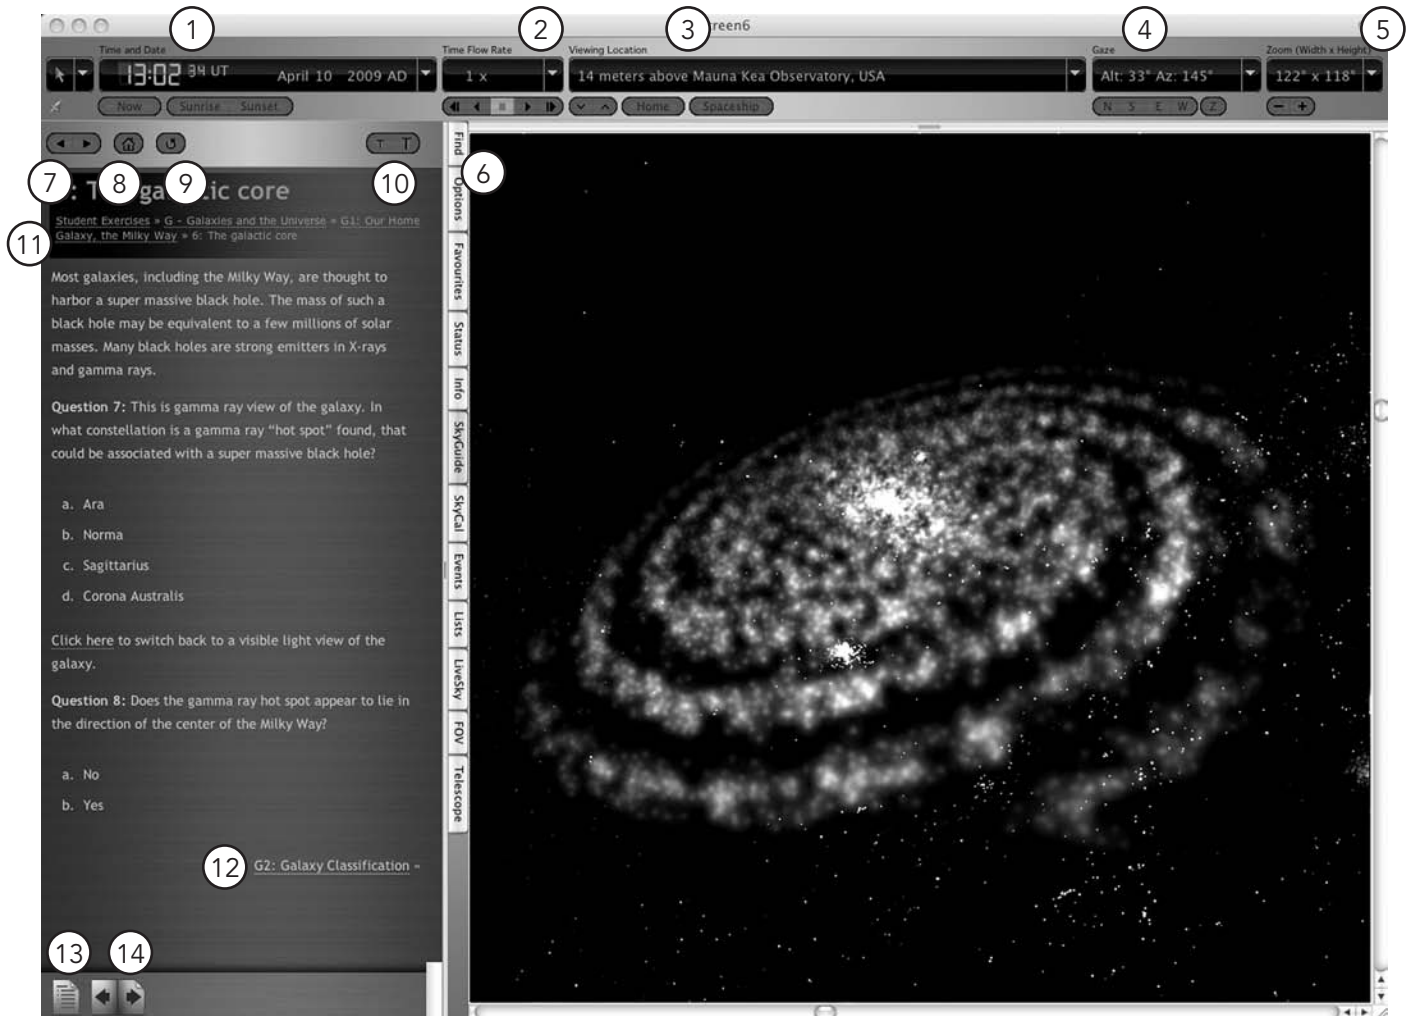 1
2
3
4
5
reen6
Time and Date
Time Flow Rate
Viewing Location
Gaze
Zoom (Width x Height)
13:02 34 UT April 10 2009 AD
1 x
14 meters above Mauna Kea Observatory, USA
Alt: 33° Az: 145°
122° x 118°
Now Sunrise Sunset
Home Spaceship
N S E W Z
T T
7
8
9
10
6
: T ga ic core
Student Exercises » G - Galaxies and the Universe » G1: Our Home
11
Galaxy, the Milky Way » 6: The galactic core
Most galaxies, including the Milky Way, are thought to
harbor a super massive black hole. The mass of such a
black hole may be equivalent to a few millions of solar
masses. Many black holes are strong emitters in X-rays
and gamma rays.
Question 7: This is gamma ray view of the galaxy. In
what constellation is a gamma ray “hot spot” found, that
could be associated with a super massive black hole?
a. Ara
b. Norma
c. Sagittarius
d. Corona Australis
Click here to switch back to a visible light view of the
galaxy.
Question 8: Does the gamma ray hot spot appear to lie in
the direction of the center of the Milky Way?
a. No
b. Yes
12
G2: Galaxy Classification »
13
14
Find
Options
Favourites
Status
Info
SkyGuide
SkyCal
Events
Lists
LiveSky
FOV
Telescope